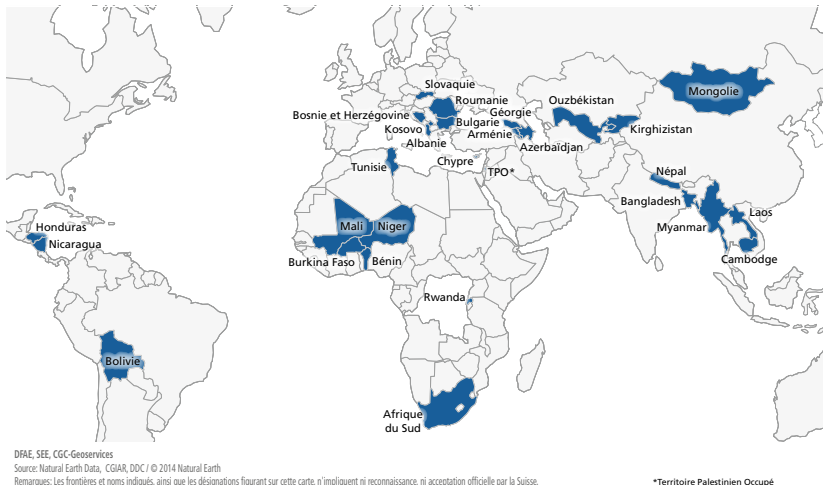 Slovaquie
Roumanie
Bosnie et Herzégovine
Géorgie
Ouzbékistan
Mongolie
Kosovo
Bulgarie
Arménie
Kirghizistan
Albanie
Azerbaïdjan
Tunisie
Chypre
TPO*
Népal
Bangladesh
Honduras
Mali
Niger
Laos
Nicaragua
Myanmar
Burkina Faso
Bénin
Cambodge
Rwanda
Bolivie
Afrique
du Sud
DFAE, SEE, CGC-Geoservices
Source: Natural Earth Data, CGIAR, DDC / © 2014 Natural Earth
Remarques: Les frontières et noms indiqués, ainsi que les désignations figurant sur cette carte, n'impliquent ni reconnaissance, ni acceptation officielle par la Suisse.
*Territoire Palestinien Occupé